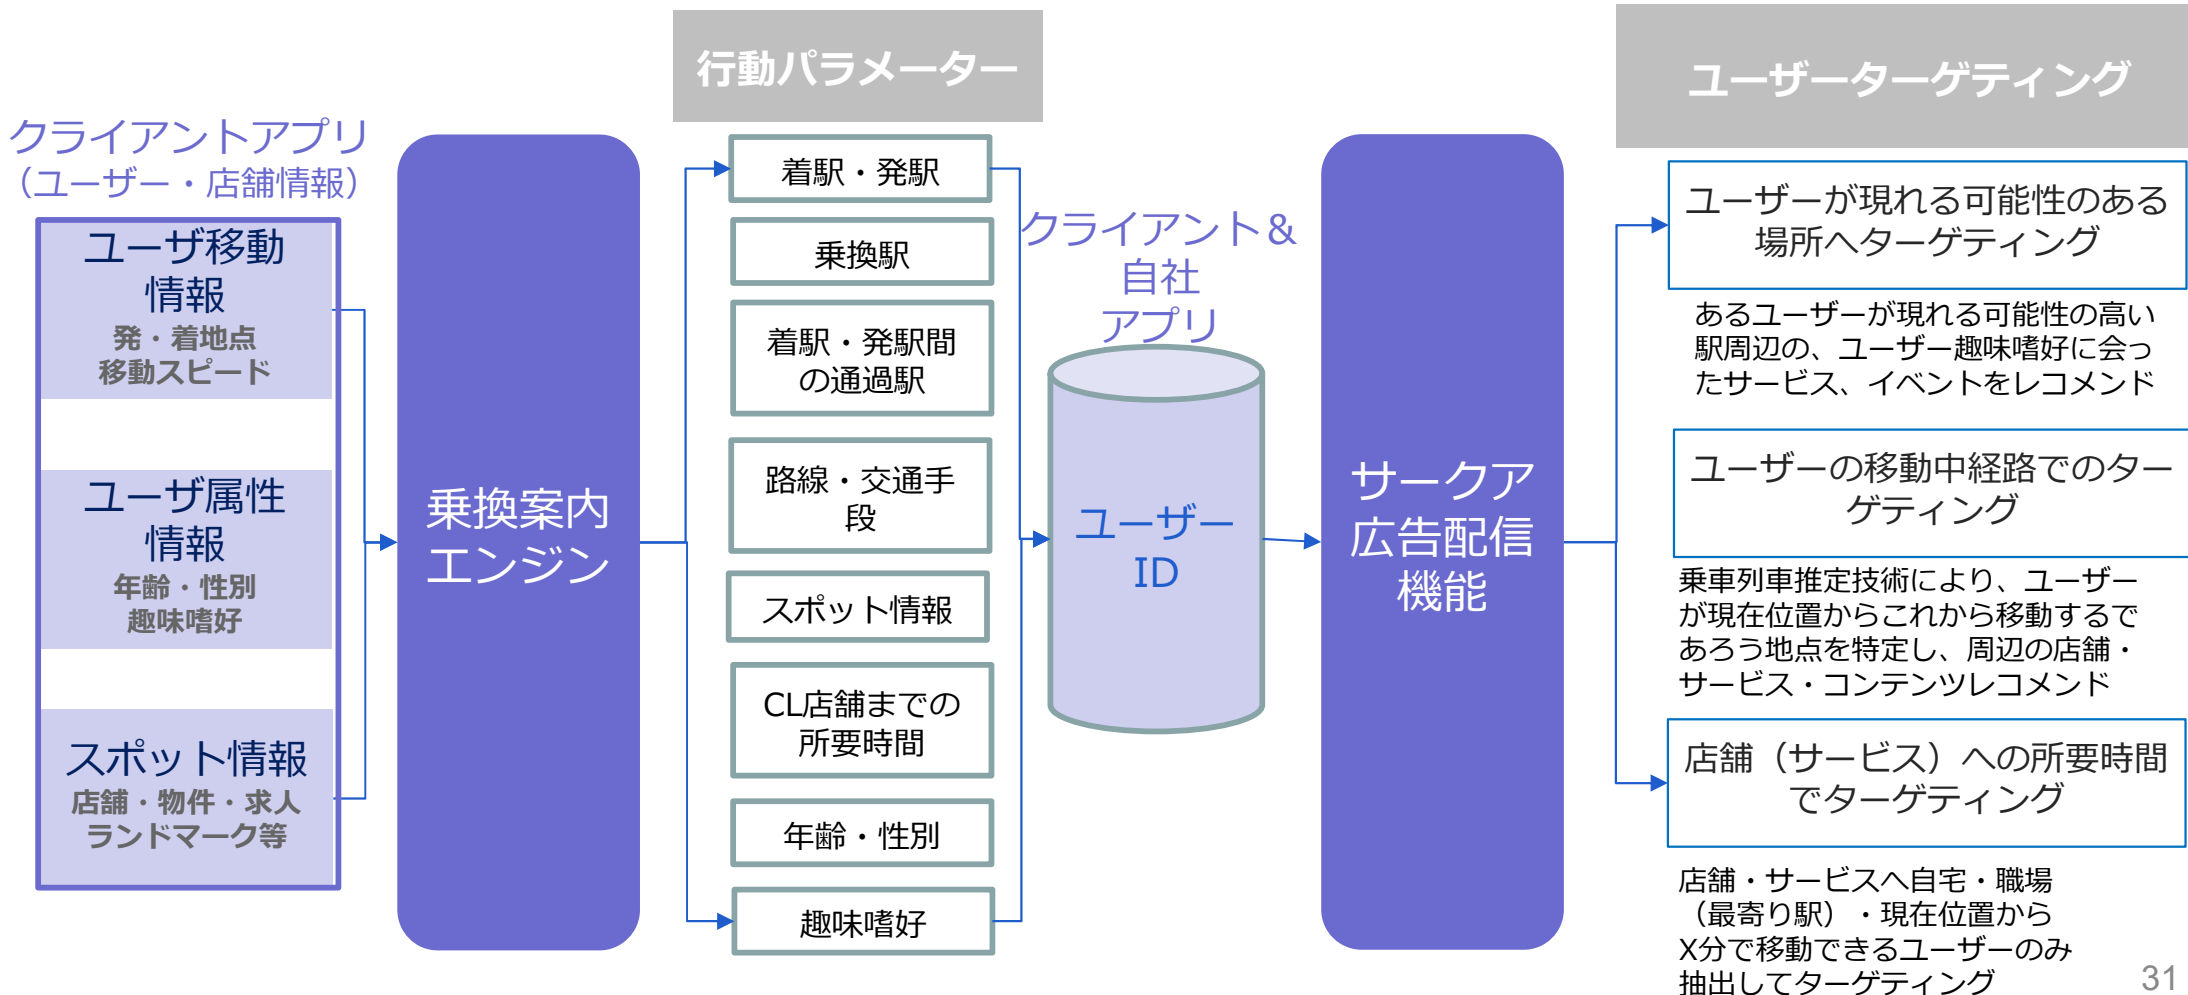 クライアントアプリ
（ユーザー・店舗情報）
ユーザ移動
情報
発・着地点
移動スピード
ユーザ属性
情報
年齢・性別
趣味嗜好
スポット情報
店舗・物件・求人
ランドマーク等
乗換案内
エンジン
行動パラメーター
着駅・発駅
乗換駅
着駅・発駅間
の通過駅
路線・交通手
段
スポット情報
CL店舗までの
所要時間
年齢・性別
趣味嗜好
クライアント＆
自社
アプリ
ユーザー
ID
サークア
広告配信
機能
ユーザーターゲティング
ユーザーが現れる可能性のある
場所へターゲティング
あるユーザーが現れる可能性の高い
駅周辺の、ユーザー趣味嗜好に会っ
たサービス、イベントをレコメンド
ユーザーの移動中経路でのター
ゲティング
乗車列車推定技術により、ユーザー
が現在位置からこれから移動するで
あろう地点を特定し、周辺の店舗・
サービス・コンテンツレコメンド
店舗（サービス）への所要時間
でターゲティング
店舗・サービスへ自宅・職場
（最寄り駅）・現在位置から
X分で移動できるユーザーのみ
抽出してターゲティング
31